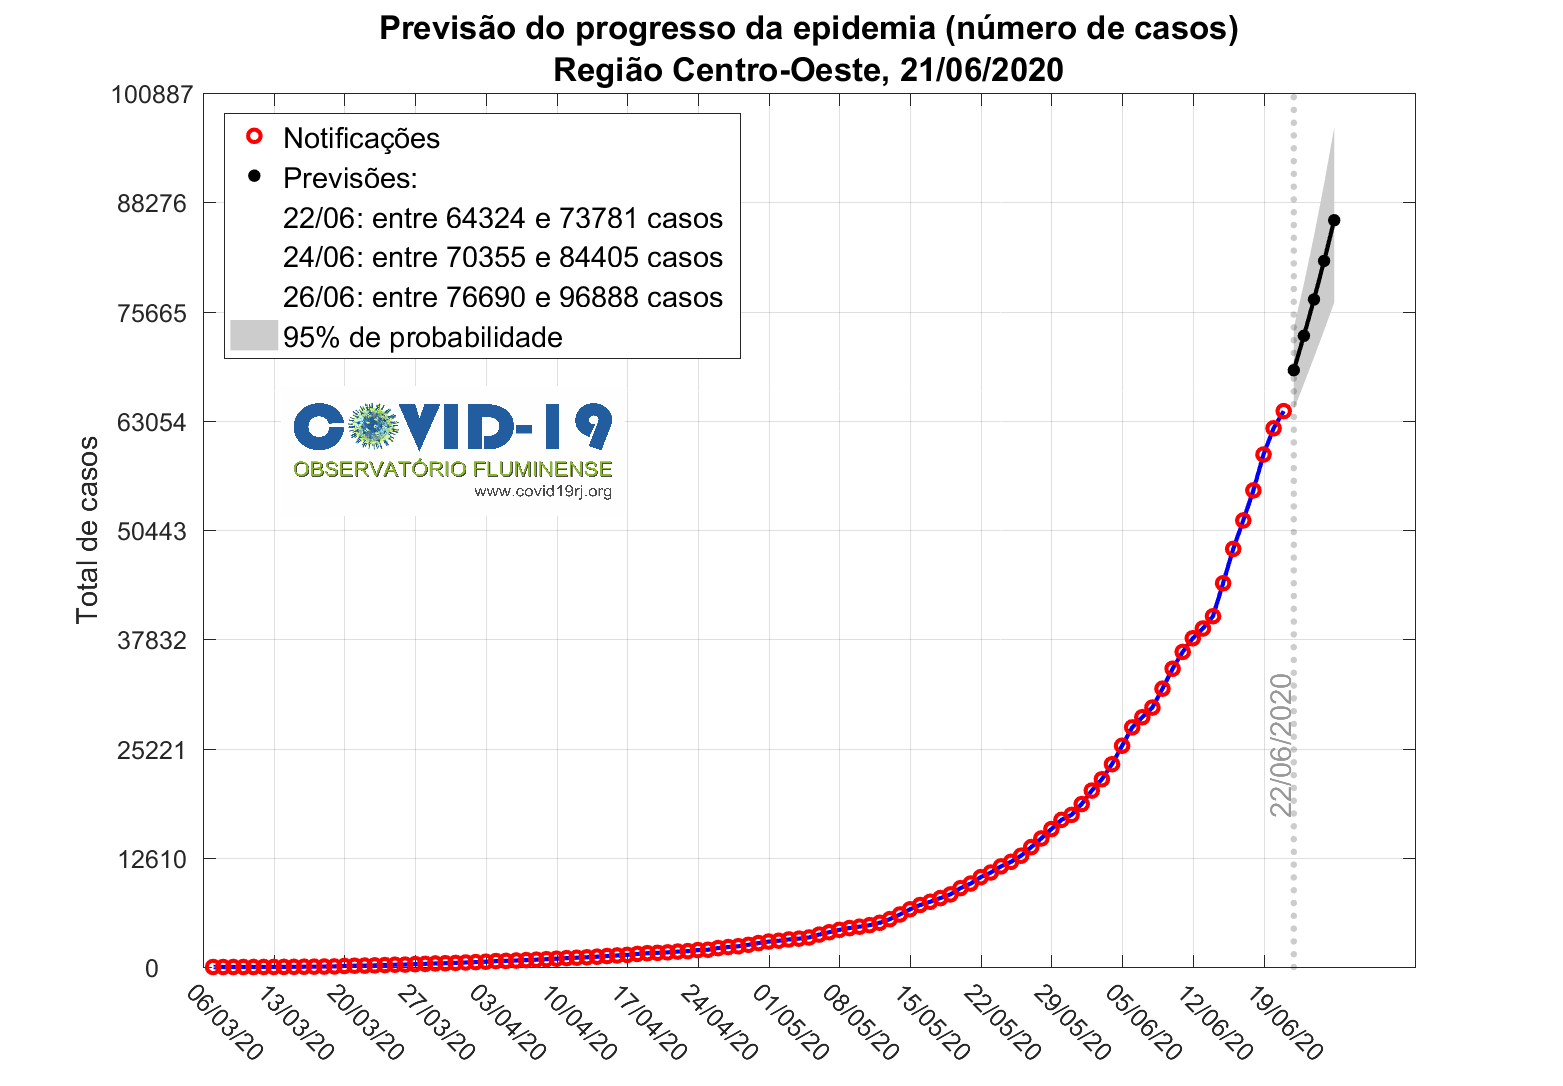 Previsão do progresso da epidemia (número de casos)
Região Centro-Oeste, 21/06/2020
100887
88276
75665
63054
50443
37832
25221
12610
0
Total de casos
Notificações
Previsões:
22/06: entre 64324 e 73781 casos
24/06: entre 70355 e 84405 casos
26/06: entre 76690 e 96888 casos
95% de probabilidade
COVID-19
OBSERVATÓRIO FLUMINENSE
www.covid19rj.org
22/06/2020
06/03/20
13/03/20
20/03/20
27/03/20
03/04/20
10/04/20
17/04/20
24/04/20
01/05/20
08/05/20
15/05/20
22/05/20
29/05/20
05/06/20
12/06/20
19/06/20